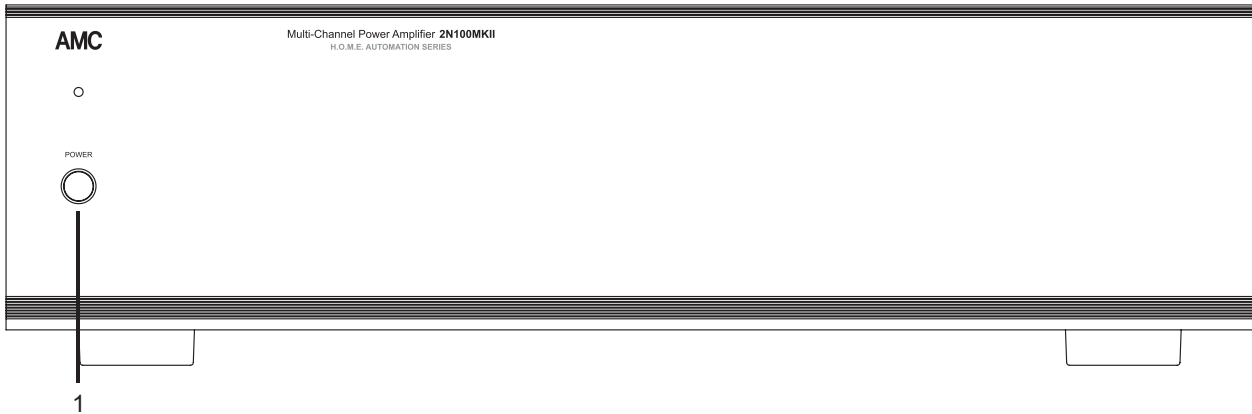 AMC
Multi-Channel Power Amplifier 2N100MKII
H.O.M.E. AUTOMATION SERIES
POWER
1